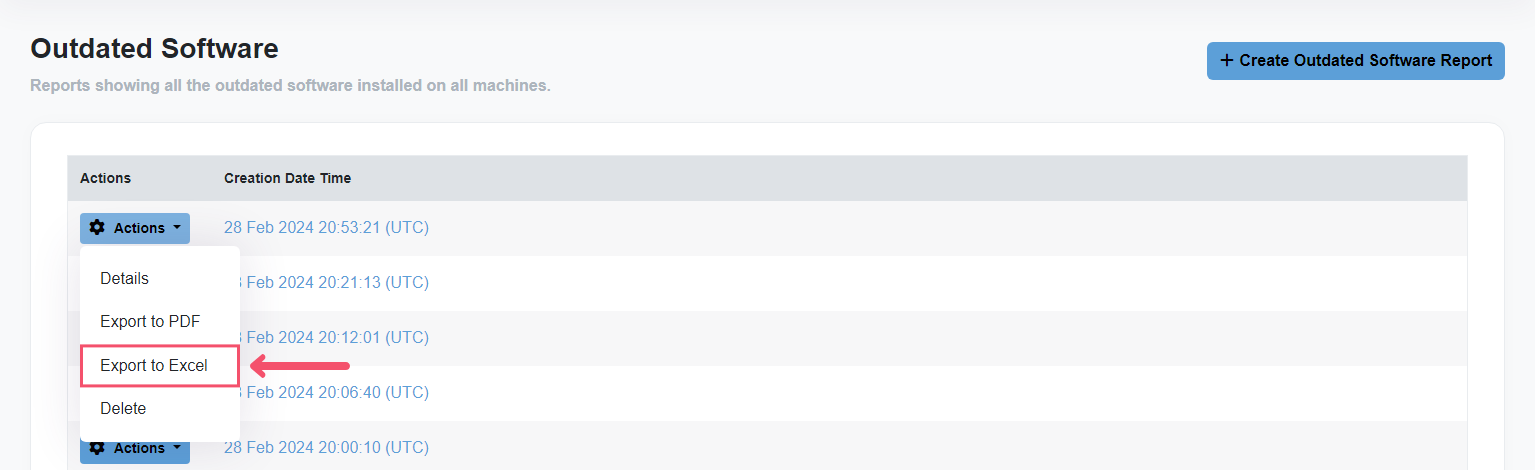 Outdated Software
+ Create Outdated Software Report
Reports showing all the outdated software installed on all machines.
Actions Creation Date Time
Actions 28 Feb 2024 20:53:21 (UTC)
Details
Feb 2024 20:21:13 (UTC)
Export to PDF
Feb 2024 20:12:01 (UTC)
Export to Excel
Feb 2024 20:06:40 (UTC)
Delete
Actions 28 Feb 2024 20:00:10 (UTC)